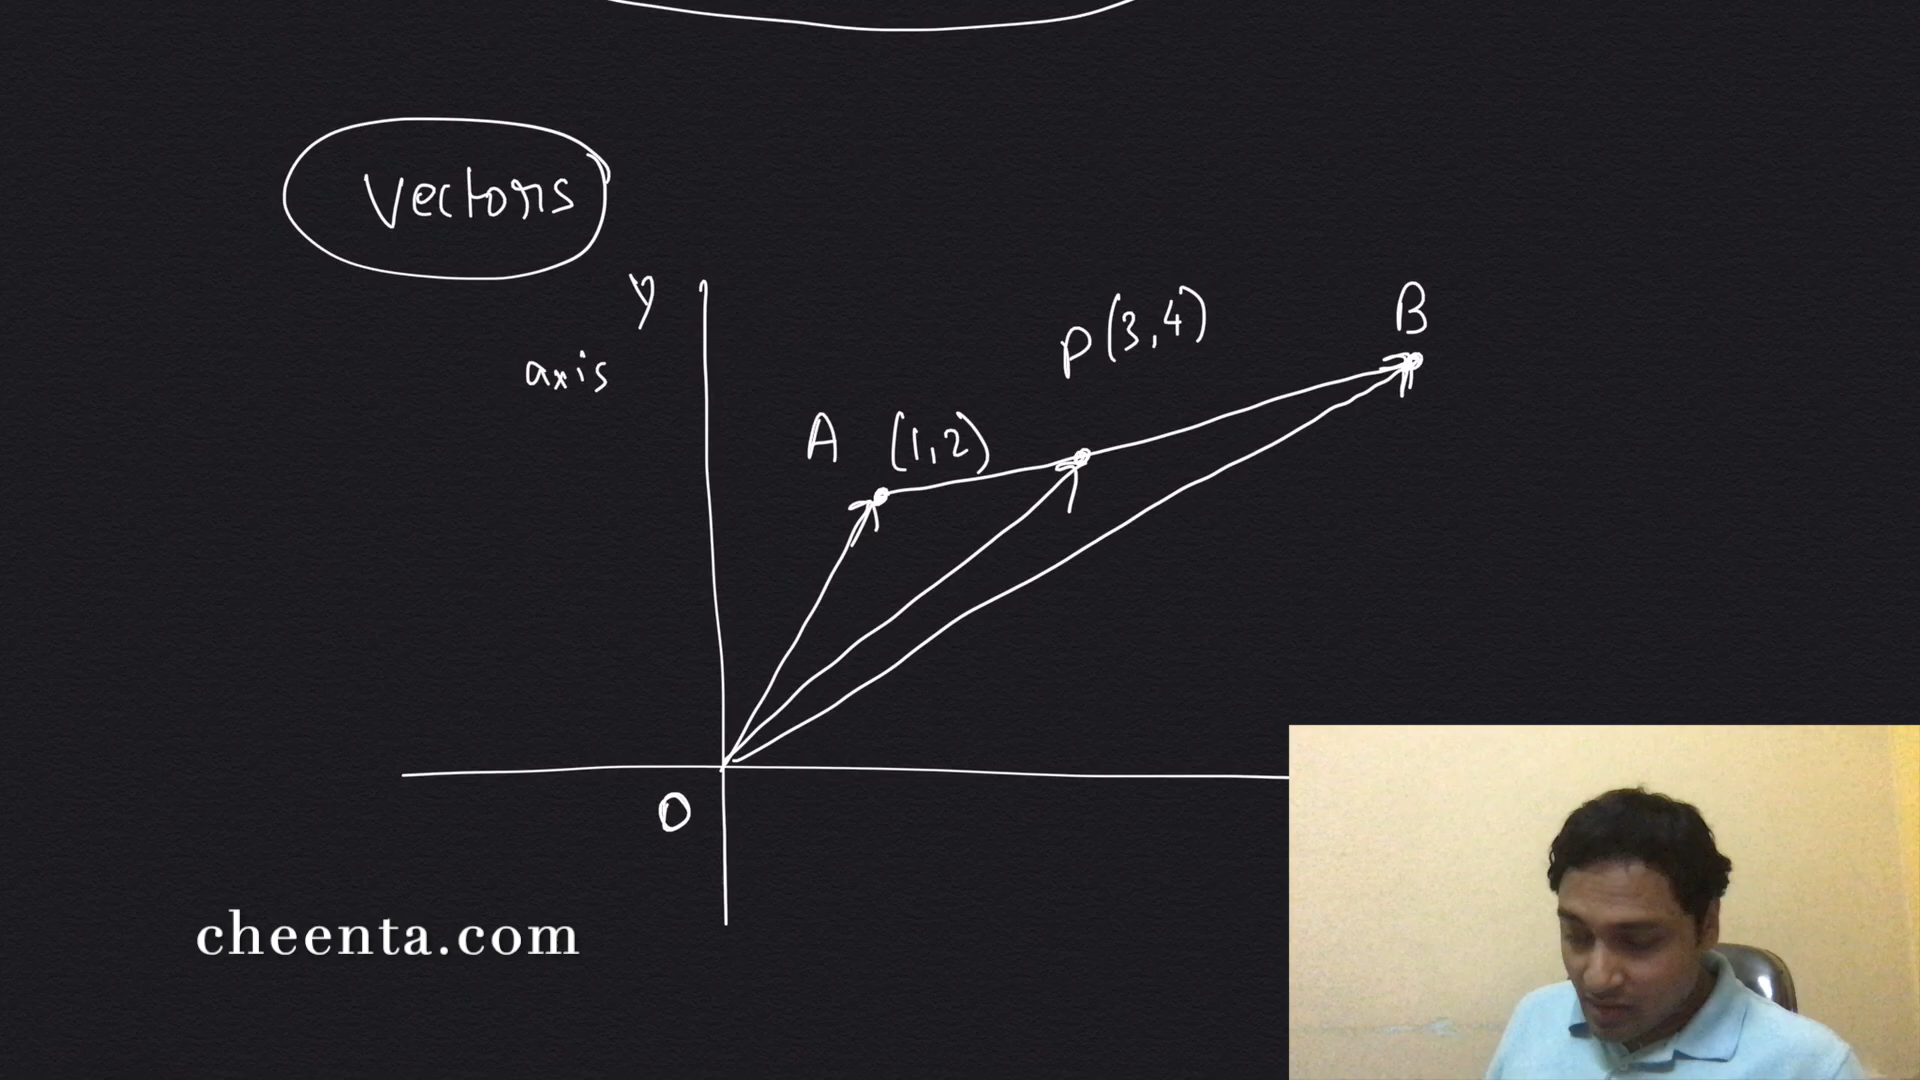 Vectors
y
axis
P(3,4)
B
A (1,2)
O
cheenta.com